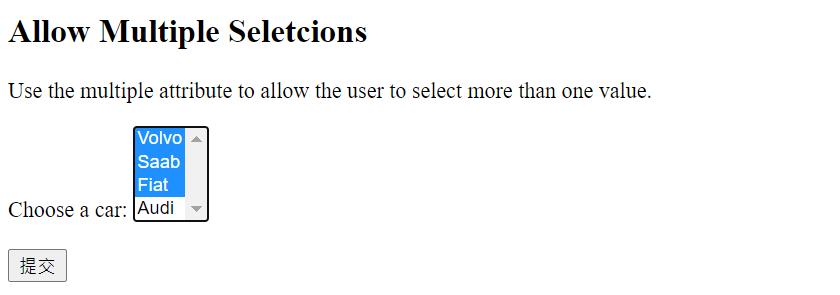 Allow Multiple Seletcions
Use the multiple attribute to allow the user to select more than one value.
Volvo
Saab
Fiat
Choose a car: Audi
提交